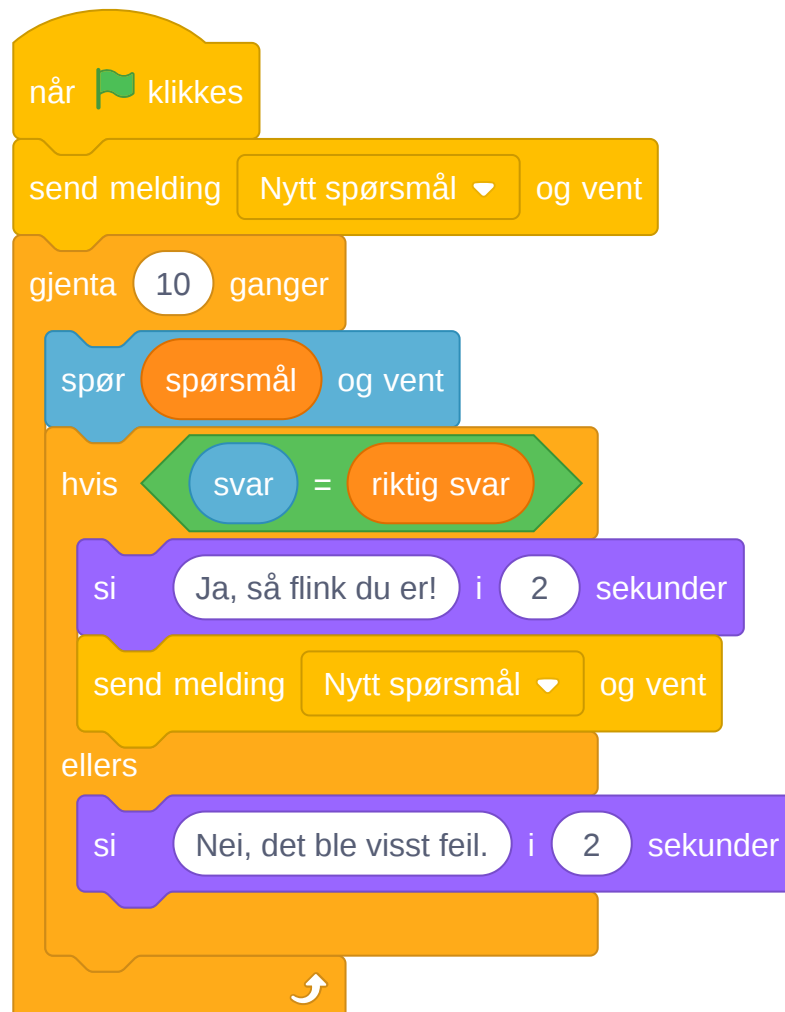 når klikkes
send melding Nytt spørsmål og vent
gjenta 10 ganger
spør spørsmål og vent
hvis svar = riktig svar
si Ja, så flink du er! i 2 sekunder
send melding Nytt spørsmål og vent
ellers
si Nei, det ble visst feil. i 2 sekunder